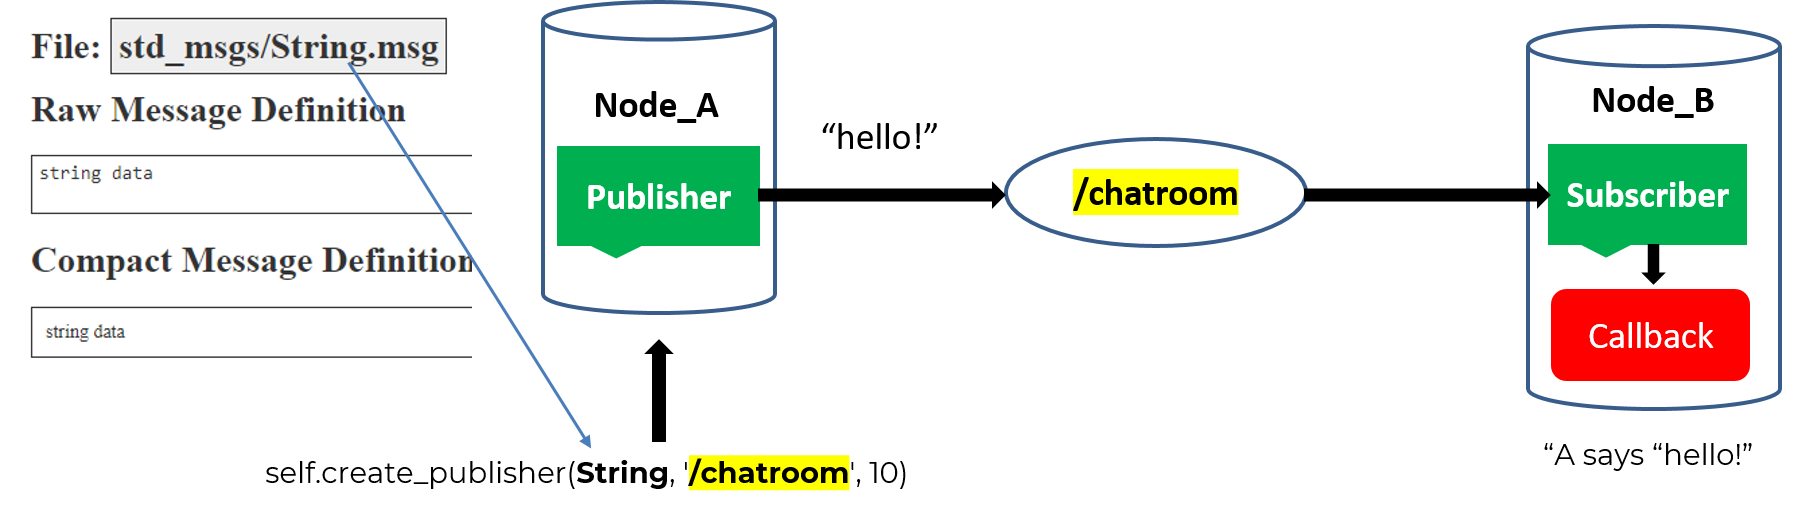 File: std_msgs/String.msg
Raw Message Definition
string data
Compact Message Definition
string data
Node_A
Publisher
“hello!”
/chatroom
Node_B
Subscriber
Callback
“A says “hello!”
self.create_publisher(String, '/chatroom', 10)